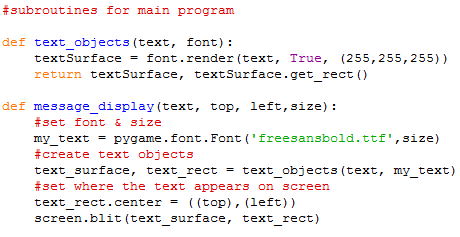 #subroutines for main program
def text_objects(text, font):
    textSurface = font.render(text, True, (255,255,255))
    return textSurface, textSurface.get_rect()
def message_display(text, top, left,size):
    #set font & size
    my_text = pygame.font.Font('freesansbold.ttf',size)
    #create text objects
    text_surface, text_rect = text_objects(text, my_text)
    #set where the text appears on screen
    text_rect.center = ((top),(left))
    screen.blit(text_surface, text_rect)